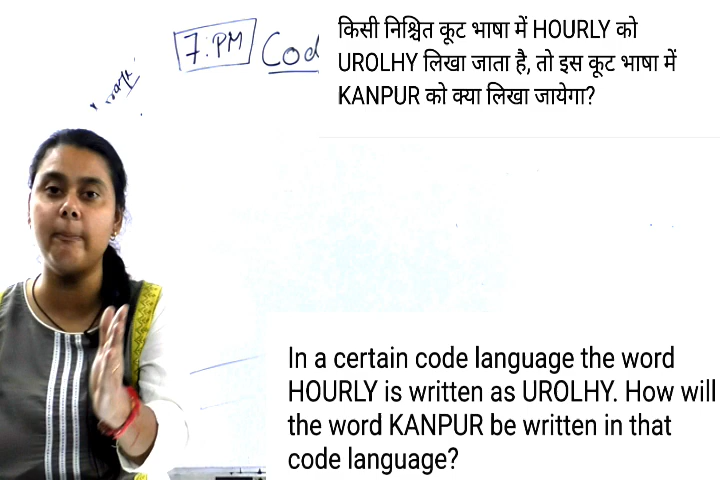 7:PM
Cod
किसी निश्चित कूट भाषा में HOURLY को
UROLHY लिखा जाता है, तो इस कूट भाषा में
KANPUR को क्या लिखा जायेगा?
In a certain code language the word
HOURLY is written as UROLHY. How will
the word KANPUR be written in that
code language?